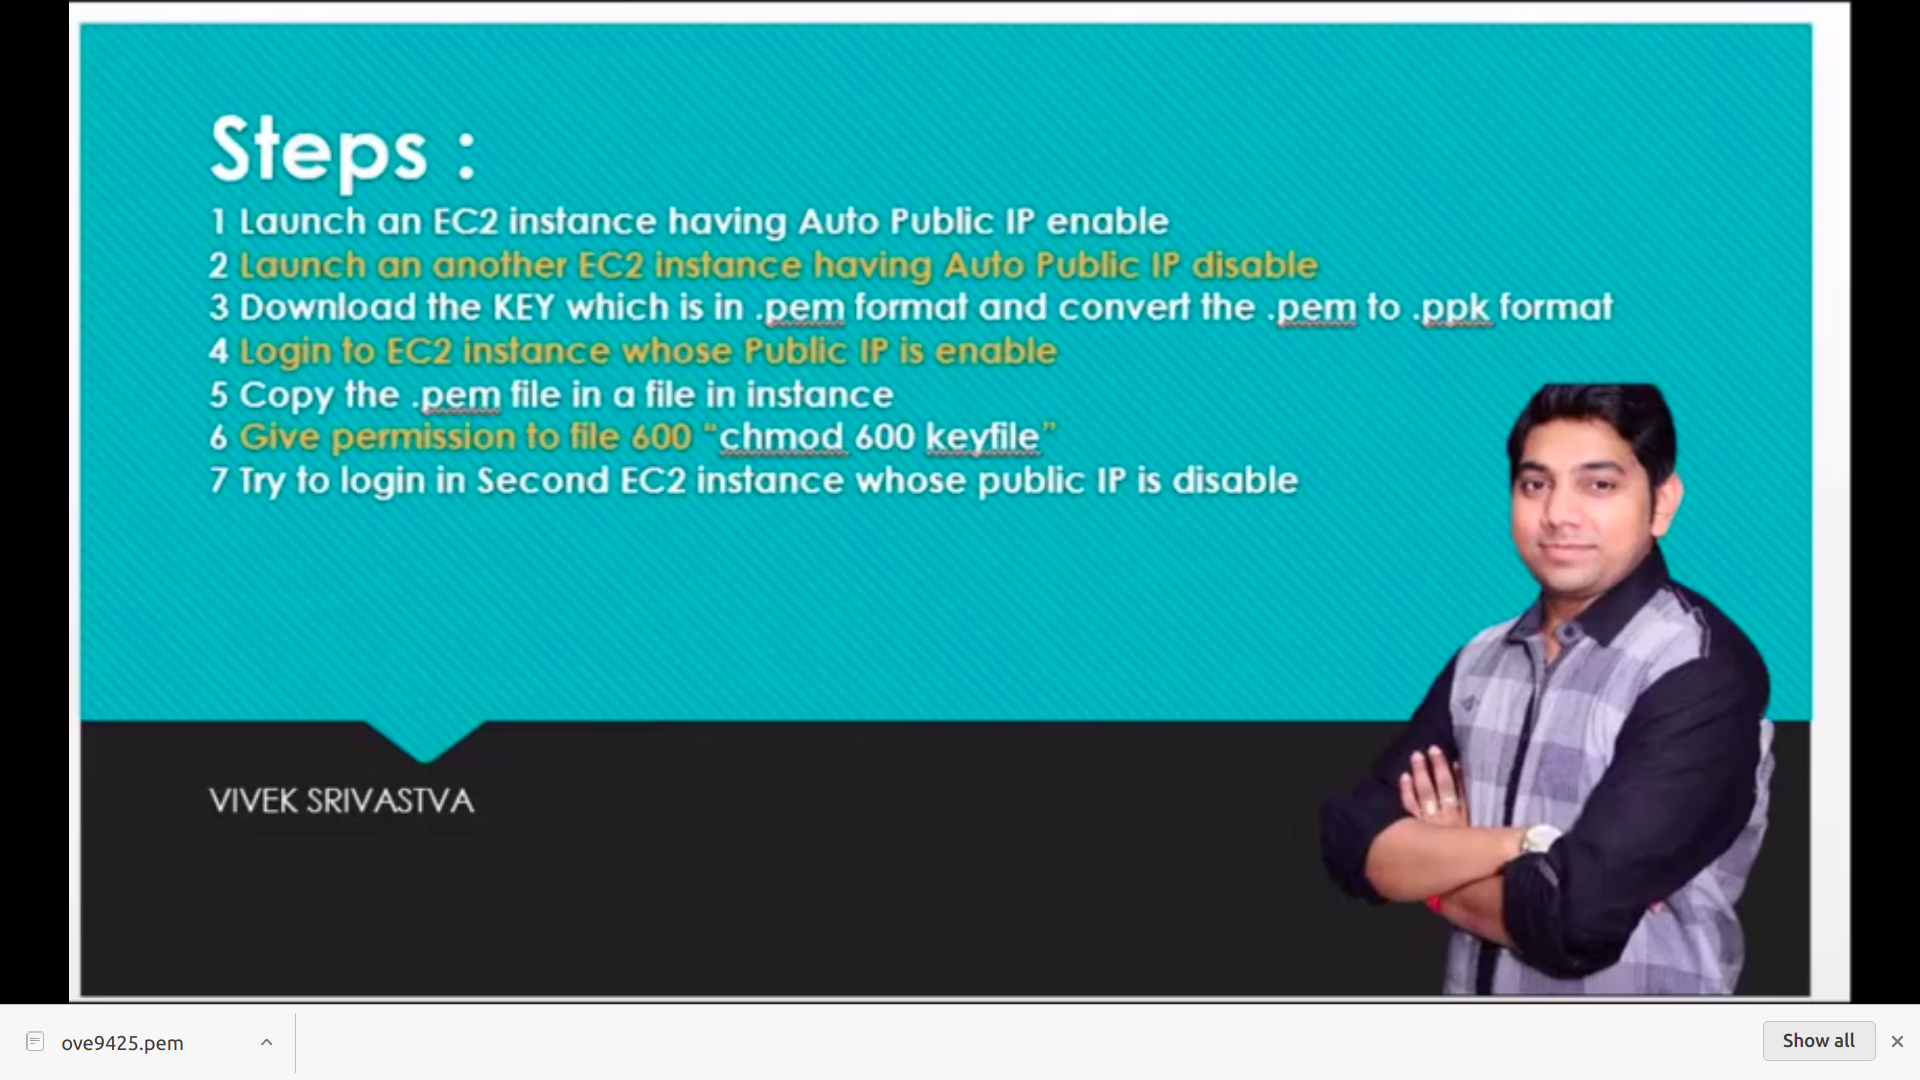 Steps :
1 Launch an EC2 instance having Auto Public IP enable
2 Launch an another EC2 instance having Auto Public IP disable
3 Download the KEY which is in .pem format and convert the .pem to .ppk format
4 Login to EC2 instance whose Public IP is enable
5 Copy the .pem file in a file in instance
6 Give permission to file 600 “chmod 600 keyfile”
7 Try to login in Second EC2 instance whose public IP is disable
VIVEK SRIVASTVA
ove9425.pem
Show all